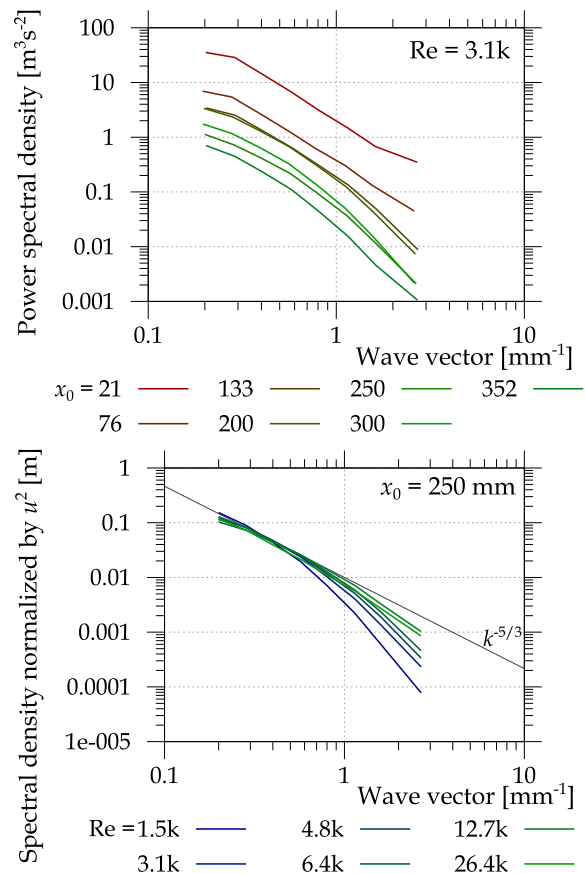 Power spectral density [m³s⁻²]
100
10
1
0.1
0.01
0.001
Re = 3.1k
0.1
1
10
Wave vector [mm⁻¹]
x₀ = 21
133
250
352
76
200
300
Spectral density normalized by u² [m]
1
0.1
0.01
0.001
0.0001
1e-005
x₀ = 250 mm
k⁻⁵/³
0.1
1
10
Wave vector [mm⁻¹]
Re =1.5k
4.8k
12.7k
3.1k
6.4k
26.4k